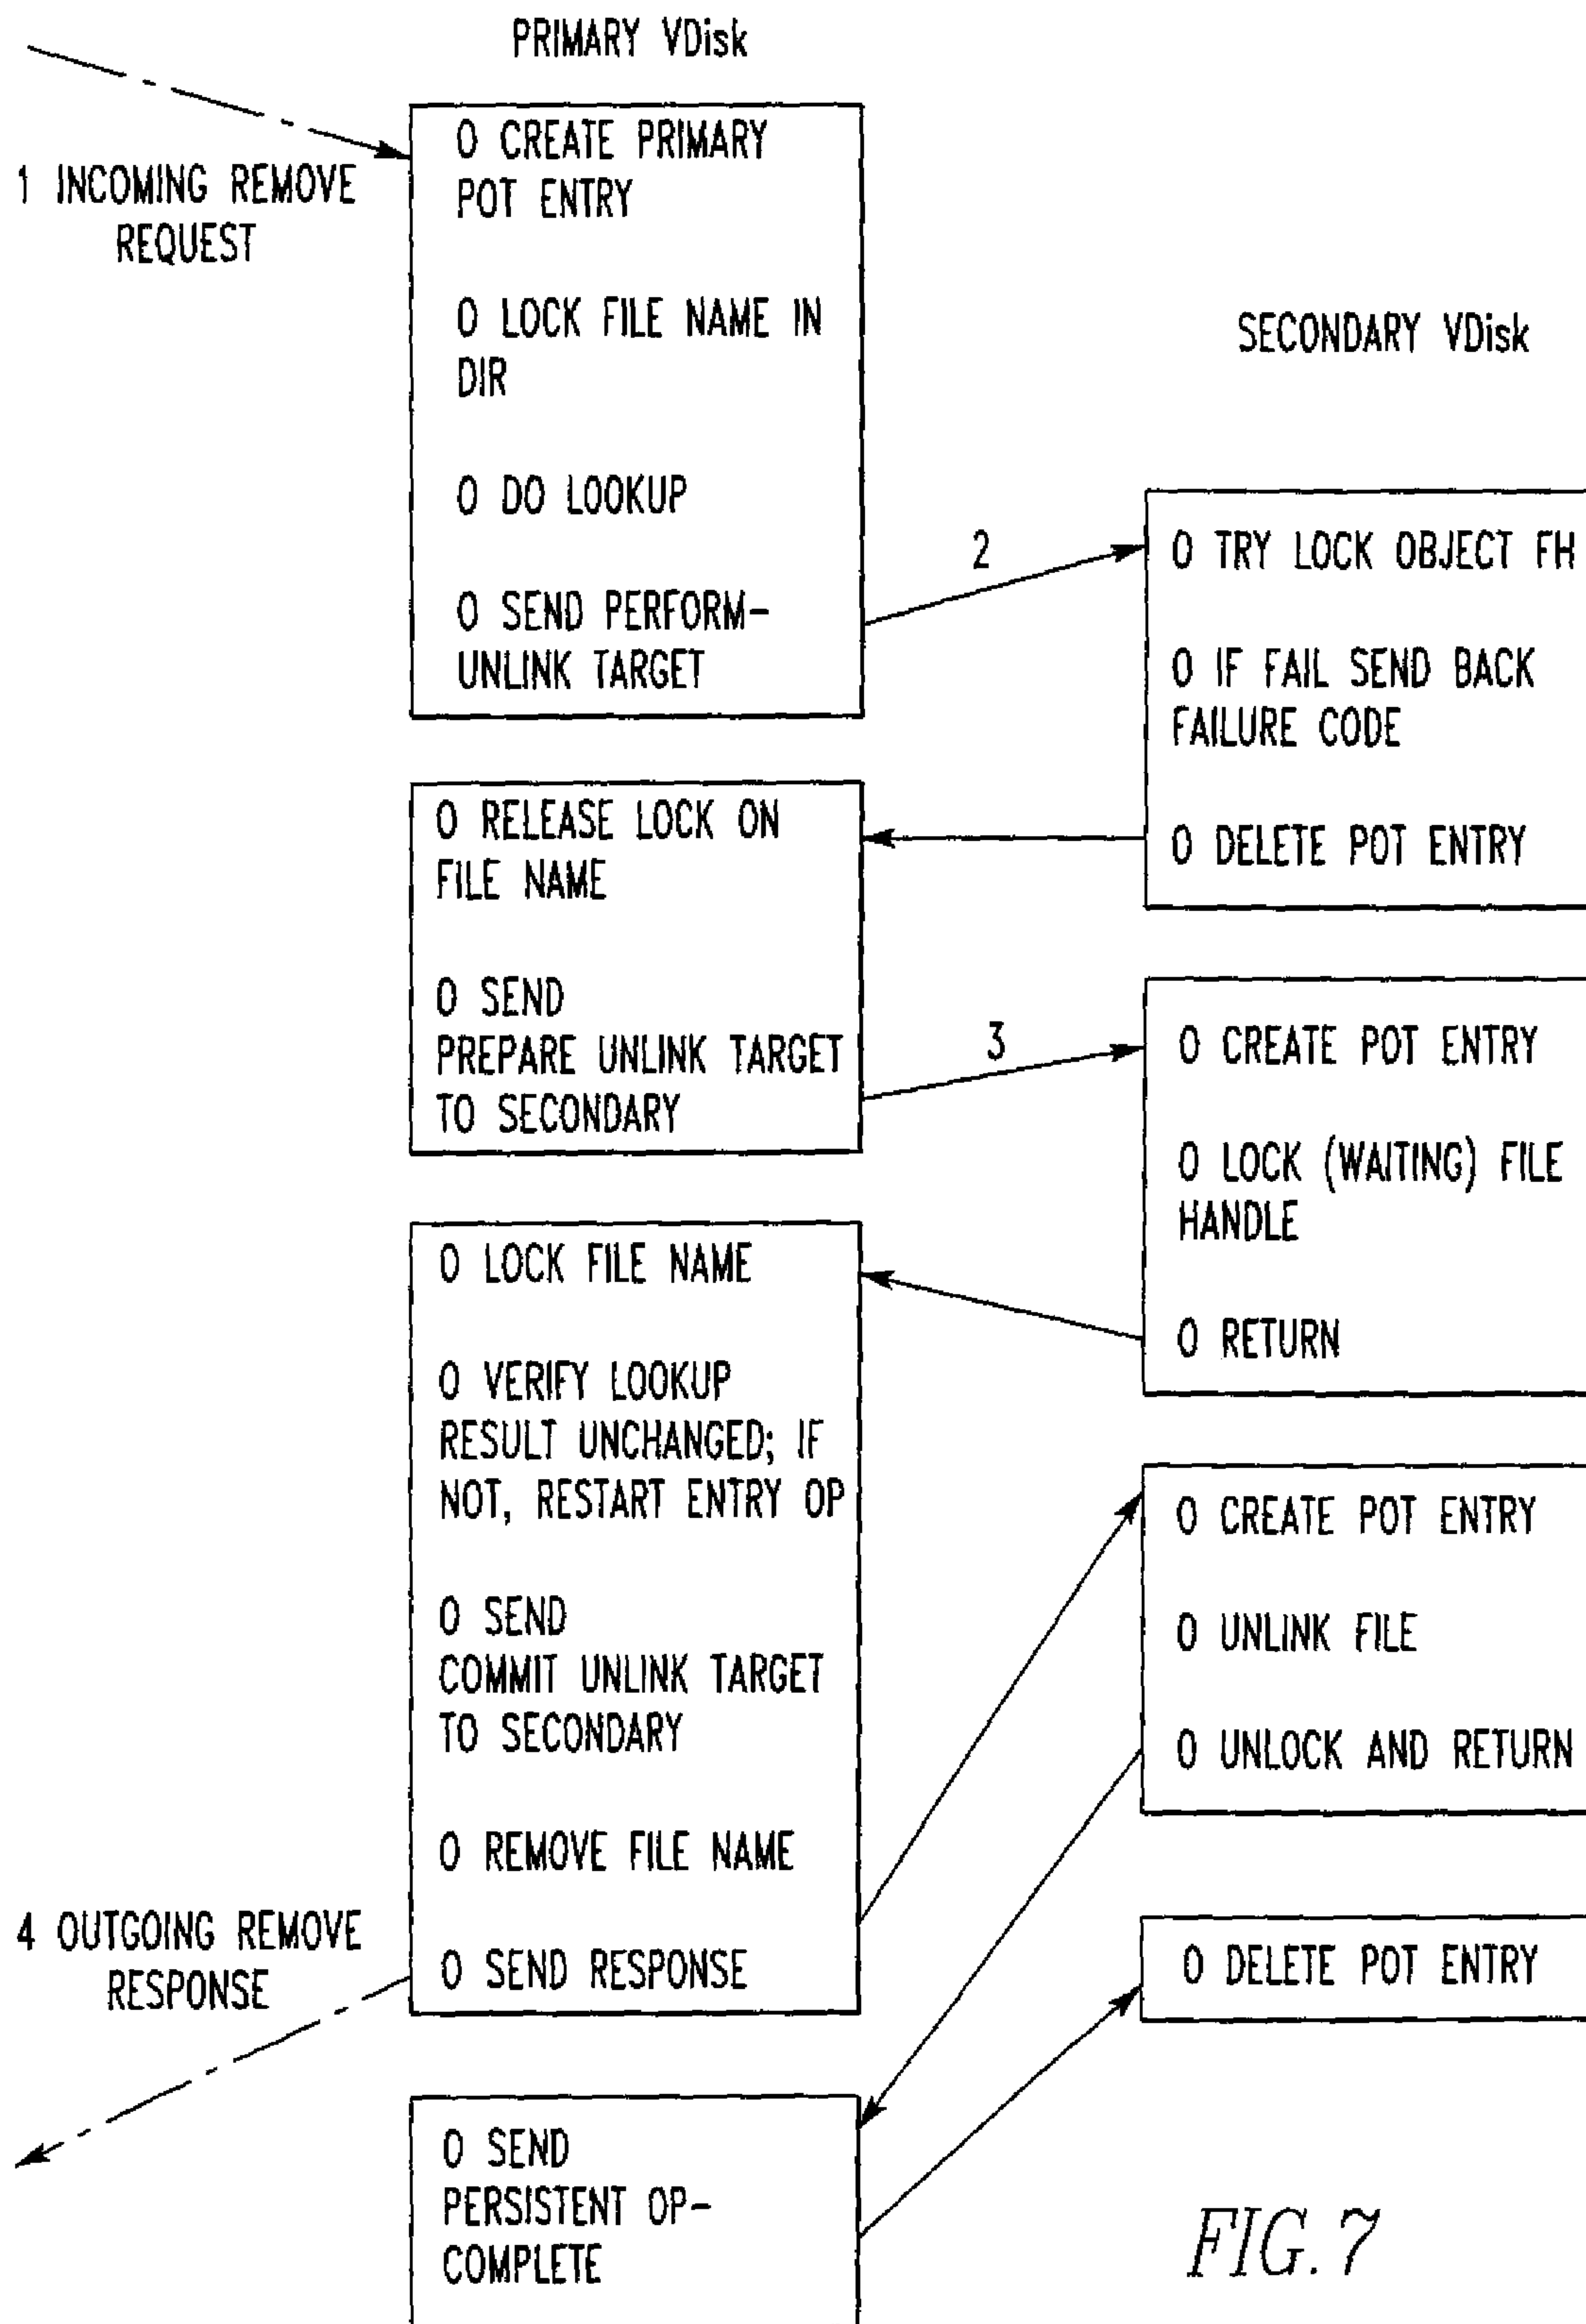 PRIMARY VDisk
1 INCOMING REMOVE
REQUEST
O CREATE PRIMARY
POT ENTRY
O LOCK FILE NAME IN
DIR
O DO LOOKUP
O SEND PERFORM-
UNLINK TARGET
SECONDARY VDisk
2
O TRY LOCK OBJECT FH
O IF FAIL SEND BACK
FAILURE CODE
O DELETE POT ENTRY
O RELEASE LOCK ON
FILE NAME
O SEND
PREPARE UNLINK TARGET
TO SECONDARY
3
O CREATE POT ENTRY
O LOCK (WAITING) FILE
HANDLE
O RETURN
O LOCK FILE NAME
O VERIFY LOOKUP
RESULT UNCHANGED; IF
NOT, RESTART ENTRY OP
O SEND
COMMIT UNLINK TARGET
TO SECONDARY
O REMOVE FILE NAME
O SEND RESPONSE
O CREATE POT ENTRY
O UNLINK FILE
O UNLOCK AND RETURN
4 OUTGOING REMOVE
RESPONSE
O DELETE POT ENTRY
O SEND
PERSISTENT OP-
COMPLETE
FIG. 7